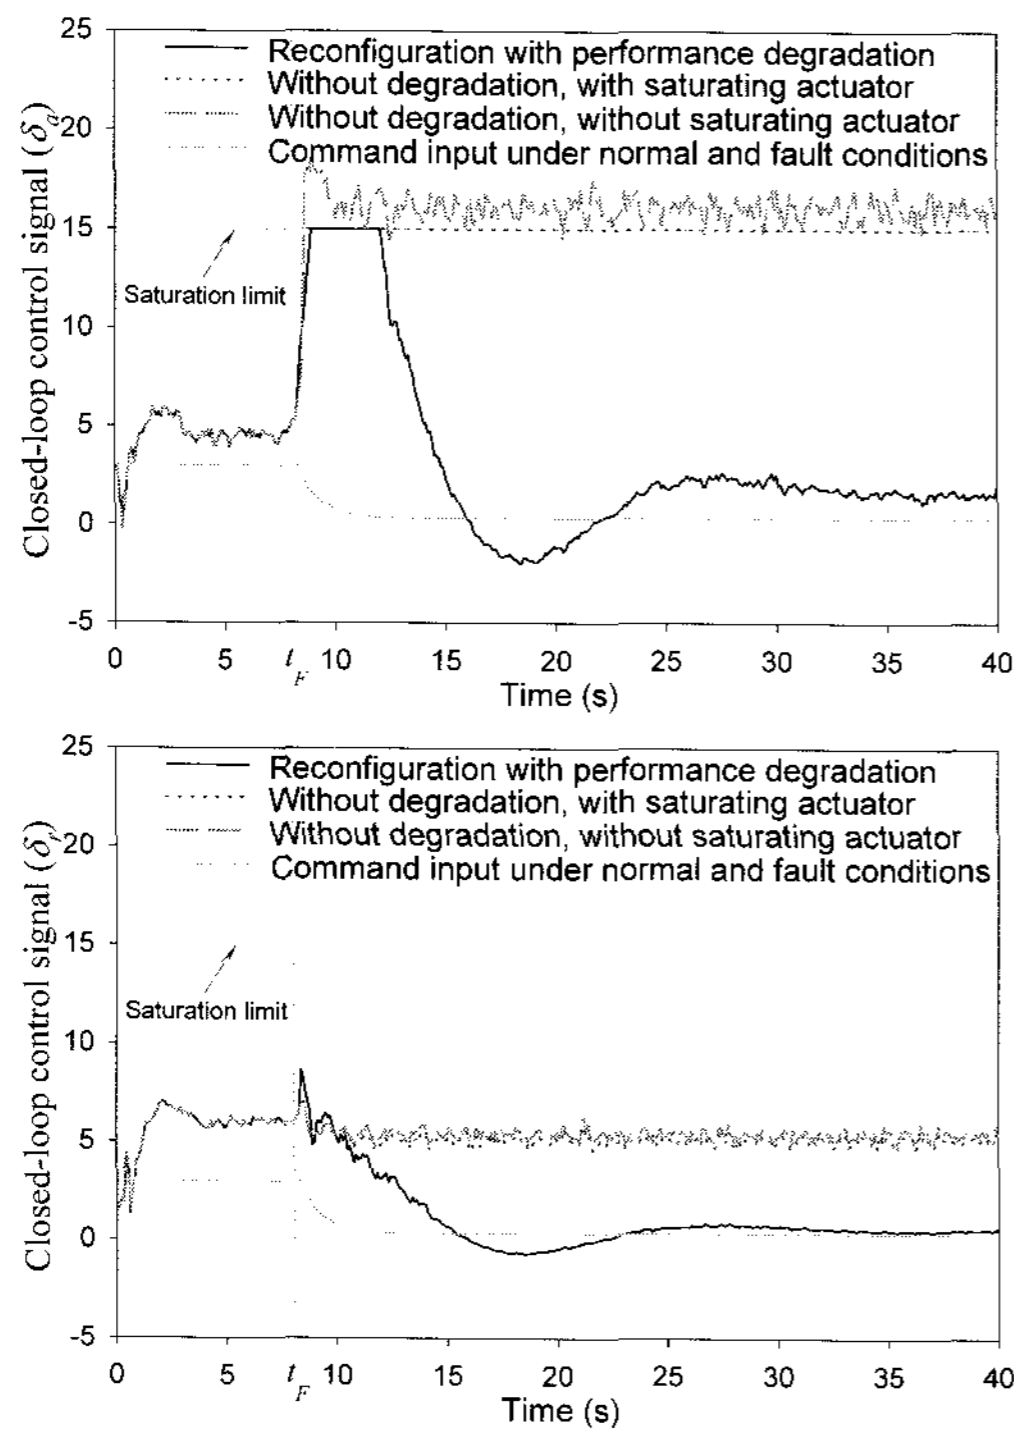 25
Reconfiguration with performance degradation
Without degradation, with saturating actuator
20
Without degradation, without saturating actuator
Command input under normal and fault conditions
15
Saturation limit
10
5
0
-5
Closed-loop control signal (δa)
0 5 tF 10 15 20 25 30 35 40
Time (s)
25
Reconfiguration with performance degradation
Without degradation, with saturating actuator
Without degradation, without saturating actuator
20
Command input under normal and fault conditions
15
Saturation limit
10
5
0
-5
Closed-loop control signal (δr)
0 5 tF 10 15 20 25 30 35 40
Time (s)